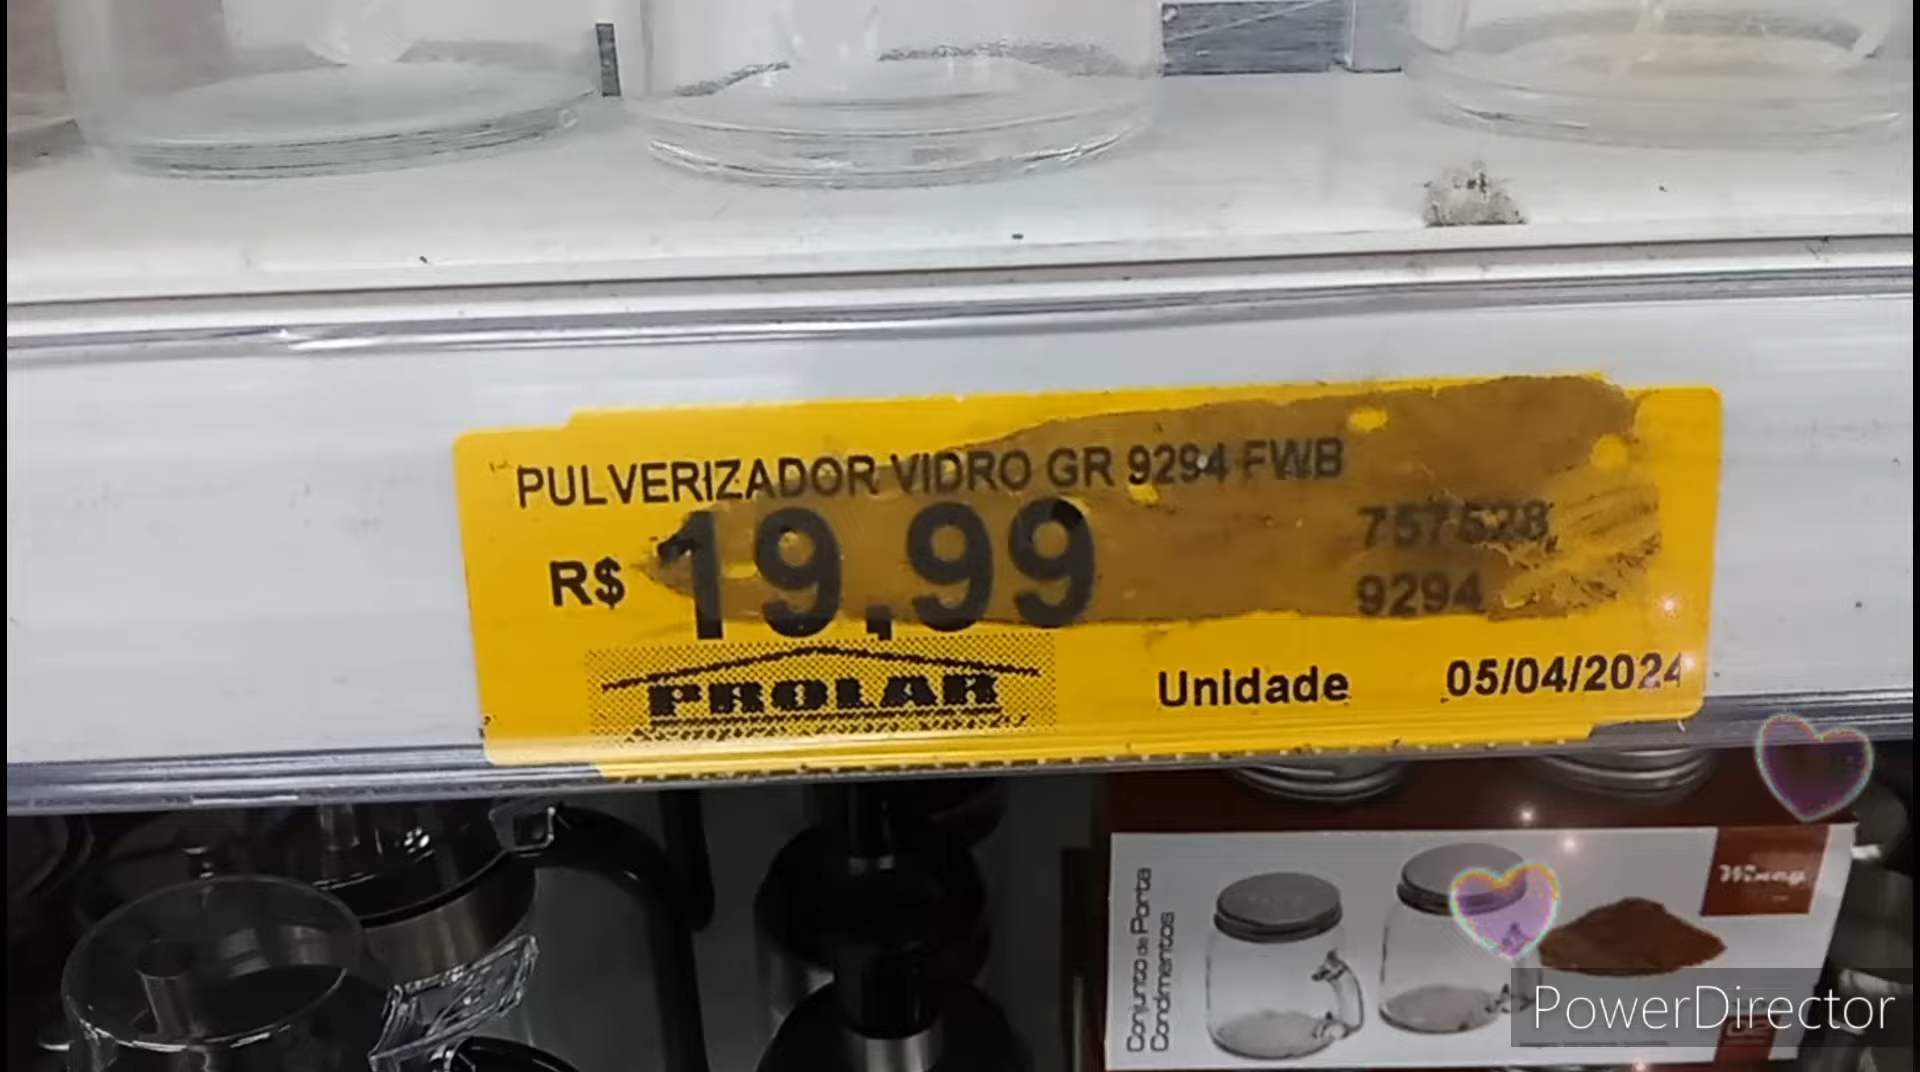 PULVERIZADOR VIDRO GR 9294 FWB
R$ 19,99
757528
9294
PROLAR
Unidade 05/04/2024
Conjunto de Porta
Condimentos
PowerDirector